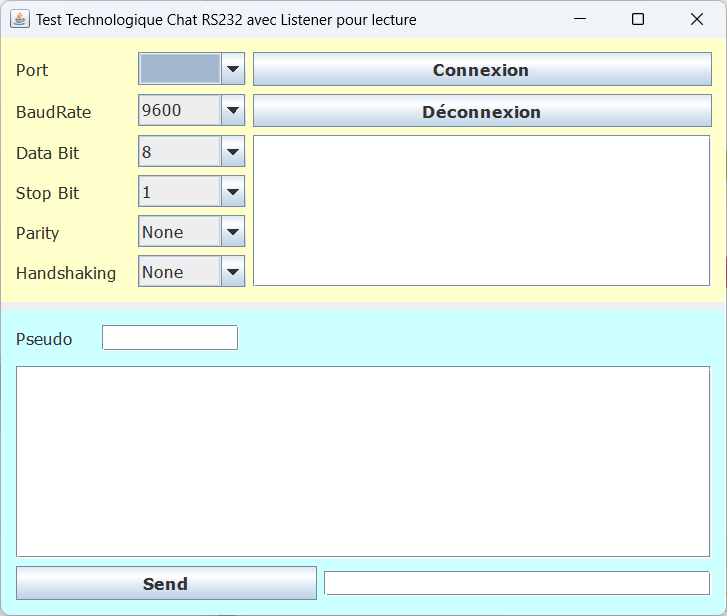 Test Technologique Chat RS232 avec Listener pour lecture
Port
Connexion
BaudRate 9600
Déconnexion
Data Bit 8
Stop Bit 1
Parity None
Handshaking None
Pseudo
Send